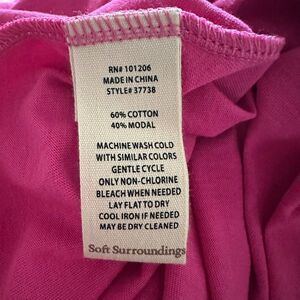 RN# 101206
MADE IN CHINA
STYLE# 37738
60% COTTON
40% MODAL
MACHINE WASH COLD
WITH SIMILAR COLORS
GENTLE CYCLE
ONLY NON-CHLORINE
BLEACH WHEN NEEDED
LAY FLAT TO DRY
COOL IRON IF NEEDED
MAY BE DRY CLEANED
Soft Surroundings